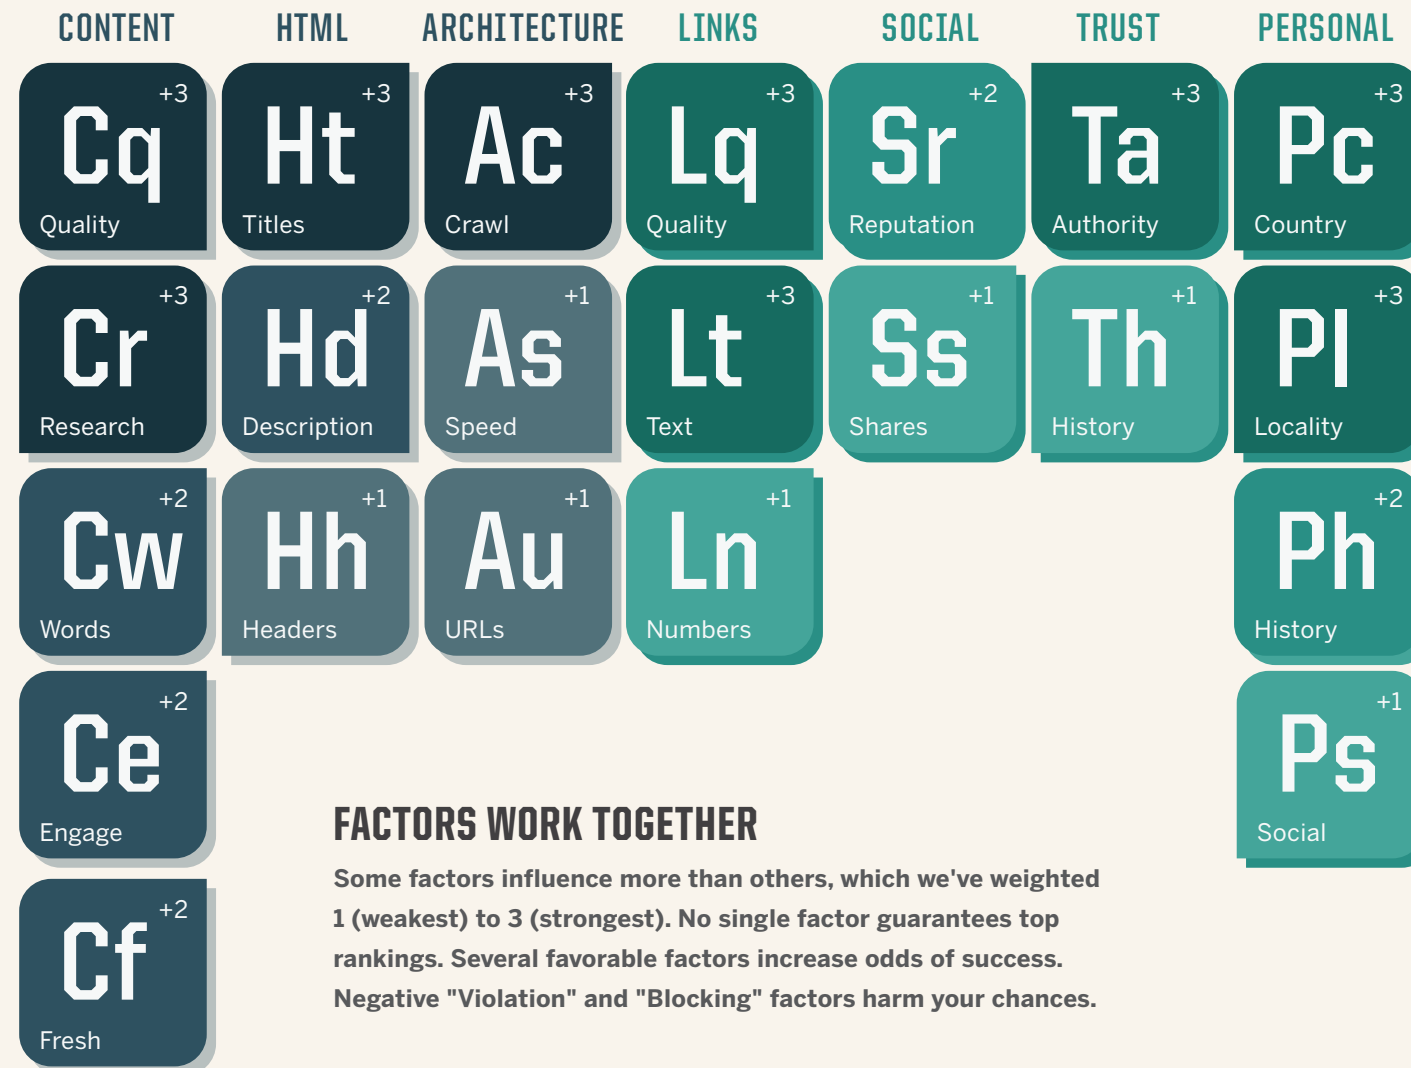 CONTENT HTML ARCHITECTURE LINKS SOCIAL TRUST PERSONAL
+3 +3 +3 +3 +2 +3 +3
Cq Ht Ac Lq Sr Ta Pc
Quality Titles Crawl Quality Reputation Authority Country
+3 +2 +1 +3 +1 +1 +3
Cr Hd As Lt Ss Th Pl
Research Description Speed Text Shares History Locality
+2 +1 +1 +1 +2
Cw Hh Au Ln Ph
Words Headers URLs Numbers History
+2 +1
Ce Ps
Engage Social
+2
Cf
Fresh
FACTORS WORK TOGETHER
Some factors influence more than others, which we've weighted
1 (weakest) to 3 (strongest). No single factor guarantees top
rankings. Several favorable factors increase odds of success.
Negative "Violation" and "Blocking" factors harm your chances.